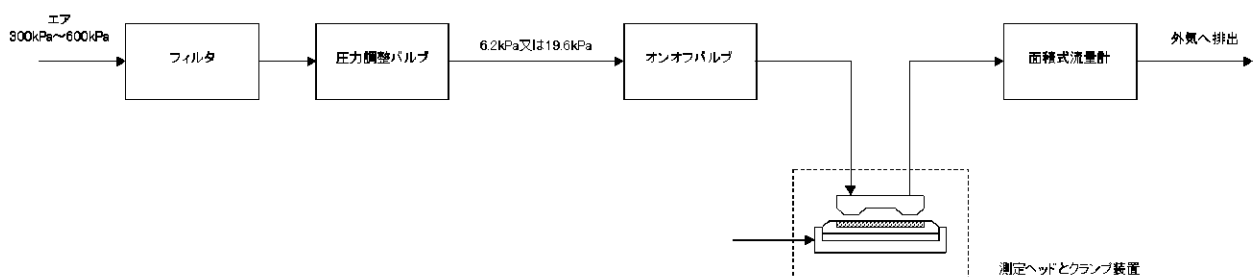 エア
300kPa～600kPa
フィルタ
圧力調整バルブ
6.2kPa又は19.6kPa
オンオフバルブ
面積式流量計
外気へ排出
測定ヘッドとクランプ装置